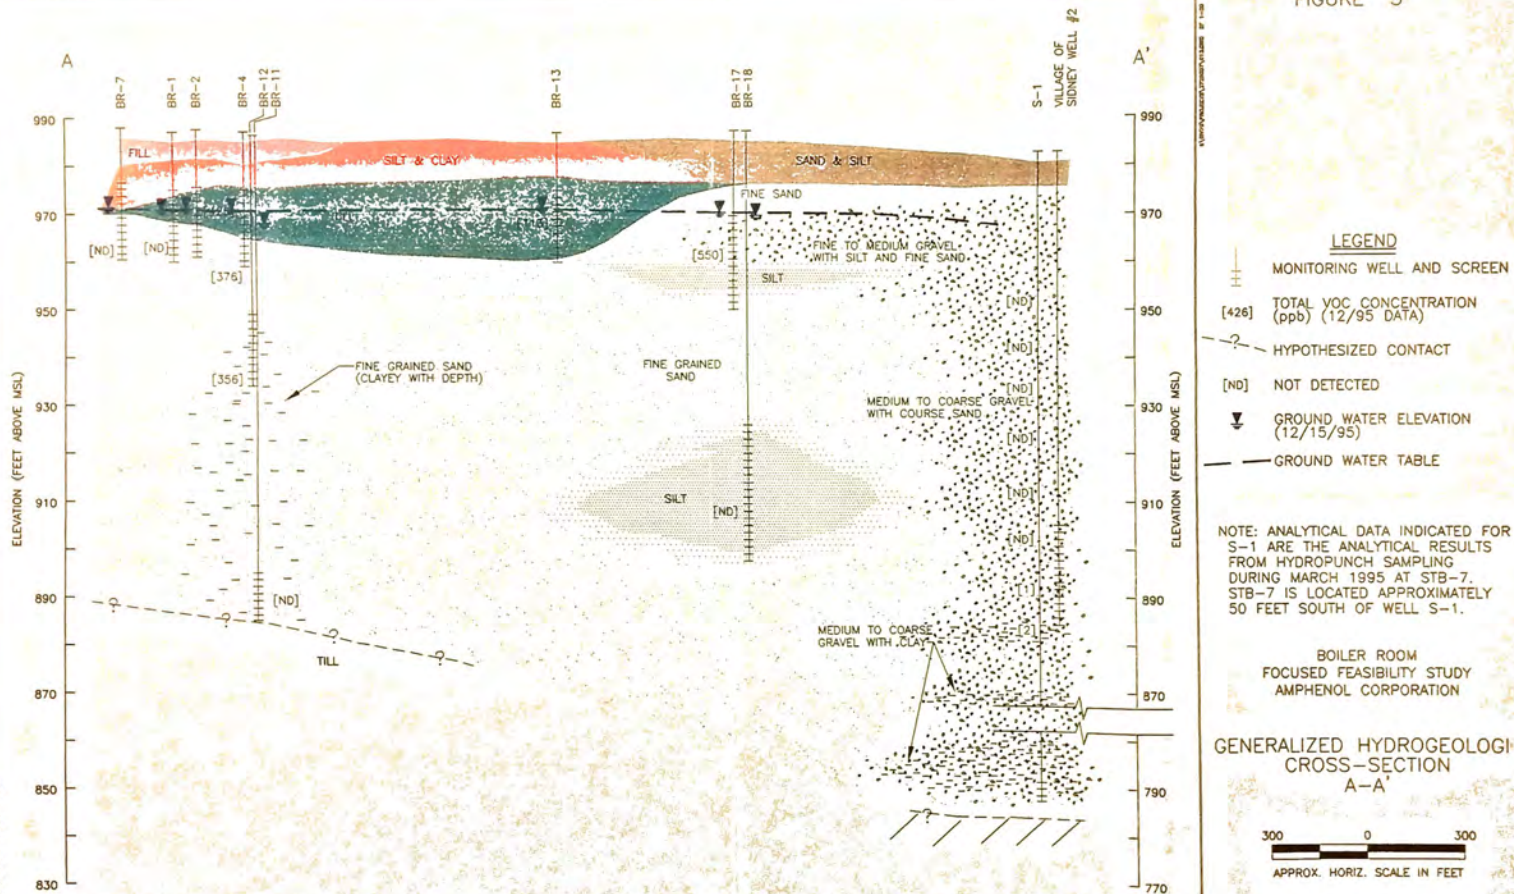 FIGURE 3
A
A'
BR-7
BR-1
BR-2
BR-4
BR-12
BR-11
BR-13
BR-17
BR-18
S-1
VILLAGE OF
SIDNEY WELL #2
990
970
950
930
910
890
870
850
830
ELEVATION (FEET ABOVE MSL)
FILL
SILT & CLAY
SAND & SILT
FINE SAND
[ND]
[ND]
[376]
[550]
FINE TO MEDIUM GRAVEL
WITH SILT AND FINE SAND
SILT
[356]
FINE GRAINED SAND
(CLAYEY WITH DEPTH)
FINE GRAINED
SAND
MEDIUM TO COARSE GRAVEL
WITH COURSE SAND
SILT
[ND]
[ND]
[ND]
[ND]
[ND]
[ND]
[ND]
[ND]
[1]
[2]
MEDIUM TO COARSE
GRAVEL WITH CLAY
?
?
?
?
?
TILL
990
970
950
930
910
890
870
790
770
ELEVATION (FEET ABOVE MSL)
LEGEND
MONITORING WELL AND SCREEN
[426] TOTAL VOC CONCENTRATION
(ppb) (12/95 DATA)
? HYPOTHESIZED CONTACT
[ND] NOT DETECTED
GROUND WATER ELEVATION
(12/15/95)
GROUND WATER TABLE
NOTE: ANALYTICAL DATA INDICATED FOR
S-1 ARE THE ANALYTICAL RESULTS
FROM HYDROPUNCH SAMPLING
DURING MARCH 1995 AT STB-7.
STB-7 IS LOCATED APPROXIMATELY
50 FEET SOUTH OF WELL S-1.
BOILER ROOM
FOCUSED FEASIBILITY STUDY
AMPHENOL CORPORATION
GENERALIZED HYDROGEOLOGI
CROSS-SECTION
A-A'
300 0 300
APPROX. HORIZ. SCALE IN FEET